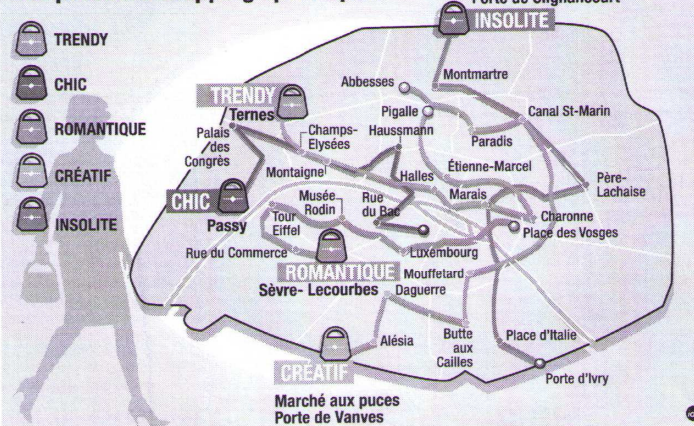 Porte de Clignancourt
INSOLITE
TRENDY
CHIC
ROMANTIQUE
CRÉATIF
INSOLITE
TRENDY
Ternes
Palais
des
Congrès
CHIC
Passy
Abbesses
Montmartre
Pigalle
Canal St-Marin
Champs-
Elysées
Haussmann
Paradis
Montaigne
Halles
Étienne-Marcel
Père-
Lachaise
Marais
Musée
Rodin
Rue
du Bac
Charonne
Tour
Eiffel
Place des Vosges
Rue du Commerce
Luxémbourg
ROMANTIQUE
Sèvre- Lecourbes
Mouffetard
Daguerre
Alésia
Butte
aux
Cailles
Place d'Italie
CRÉATIF
Porte d'Ivry
Marché aux puces
Porte de Vanves